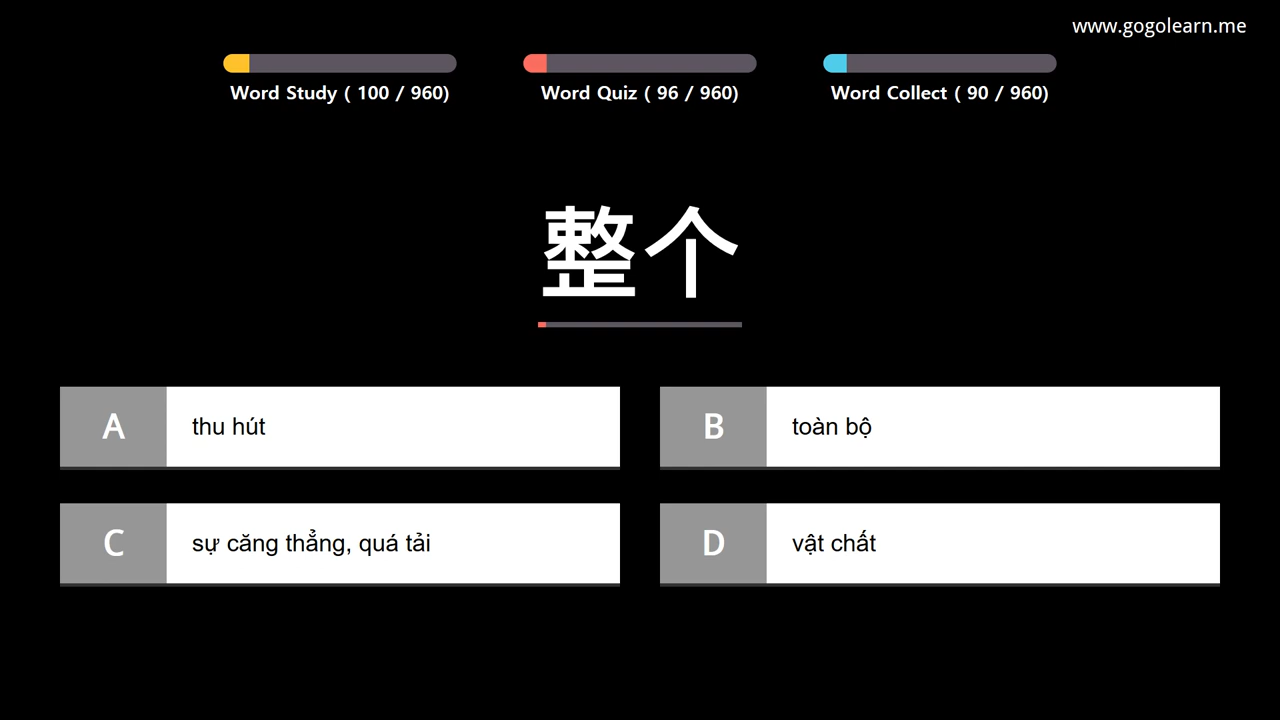 www.gogolearn.me
Word Study ( 100 / 960)
Word Quiz ( 96 / 960)
Word Collect ( 90 / 960)
整个
A
thu hút
B
toàn bộ
C
sự căng thẳng, quá tải
D
vật chất